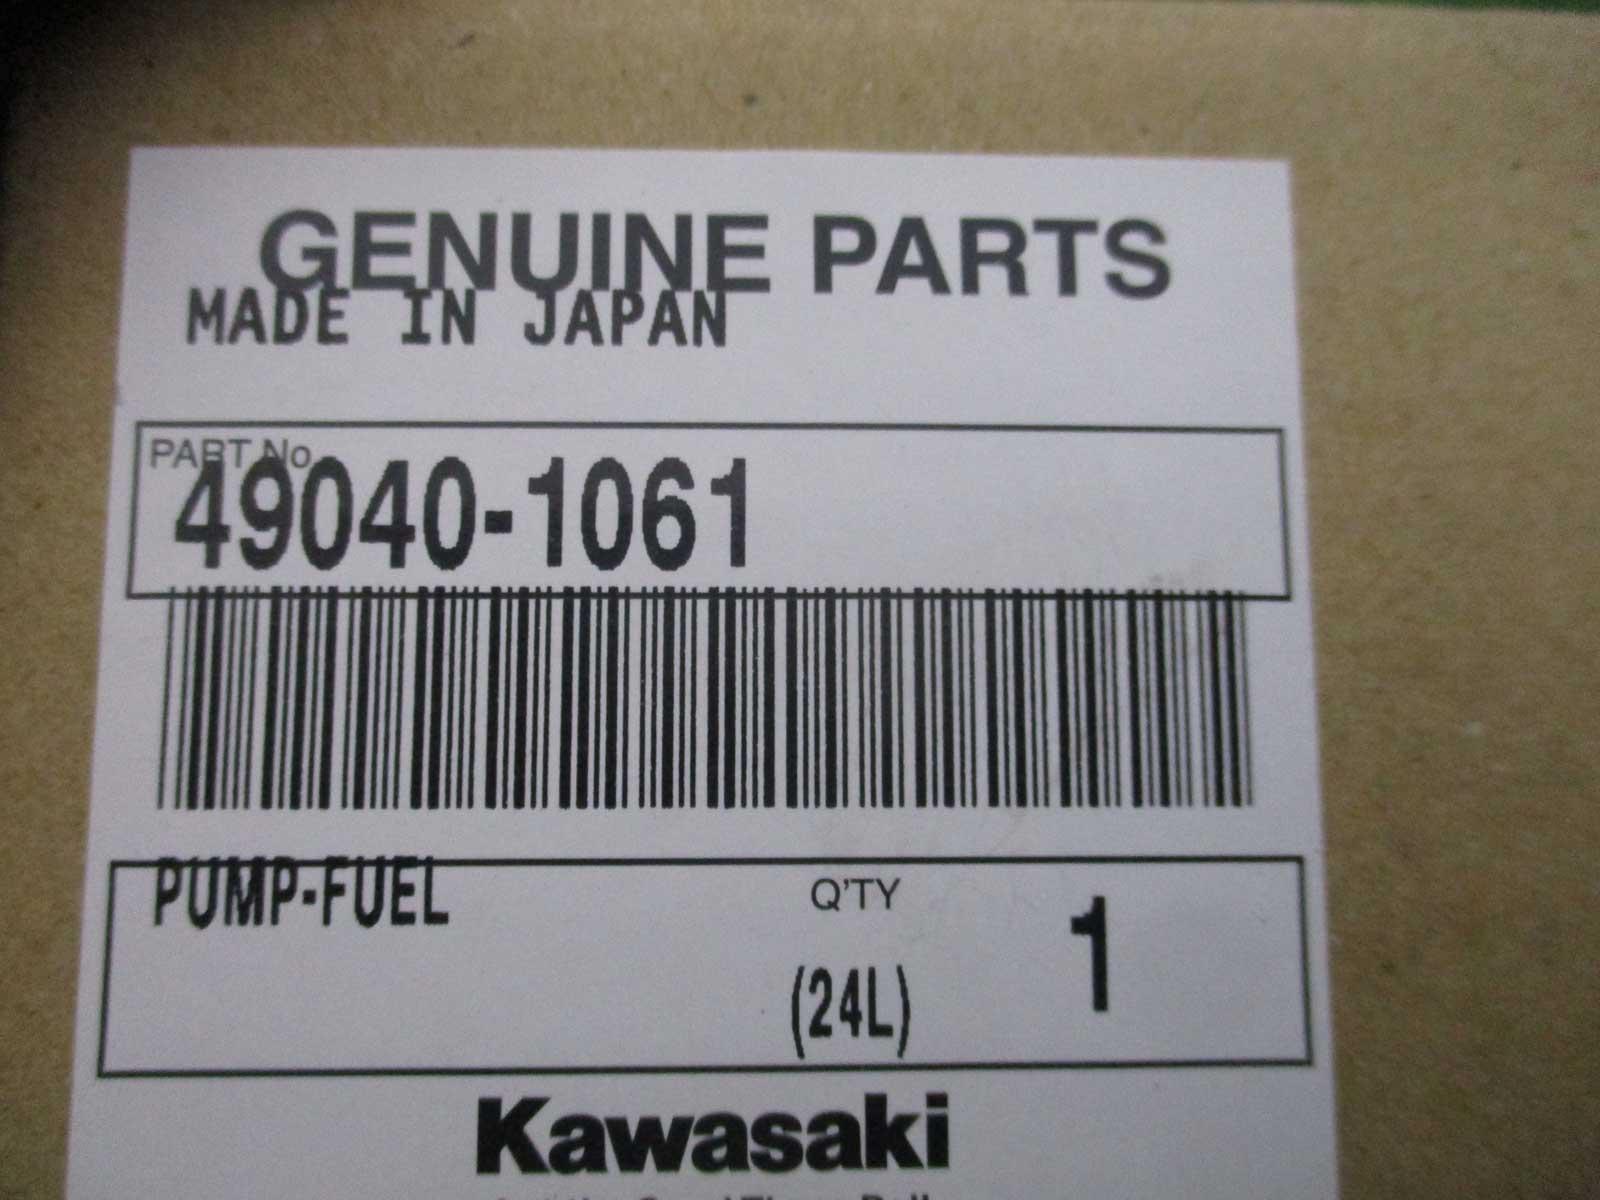 GENUINE PARTS
MADE IN JAPAN
PART No.
49040-1061
PUMP-FUEL
Q'TY
1
(24L)
Kawasaki